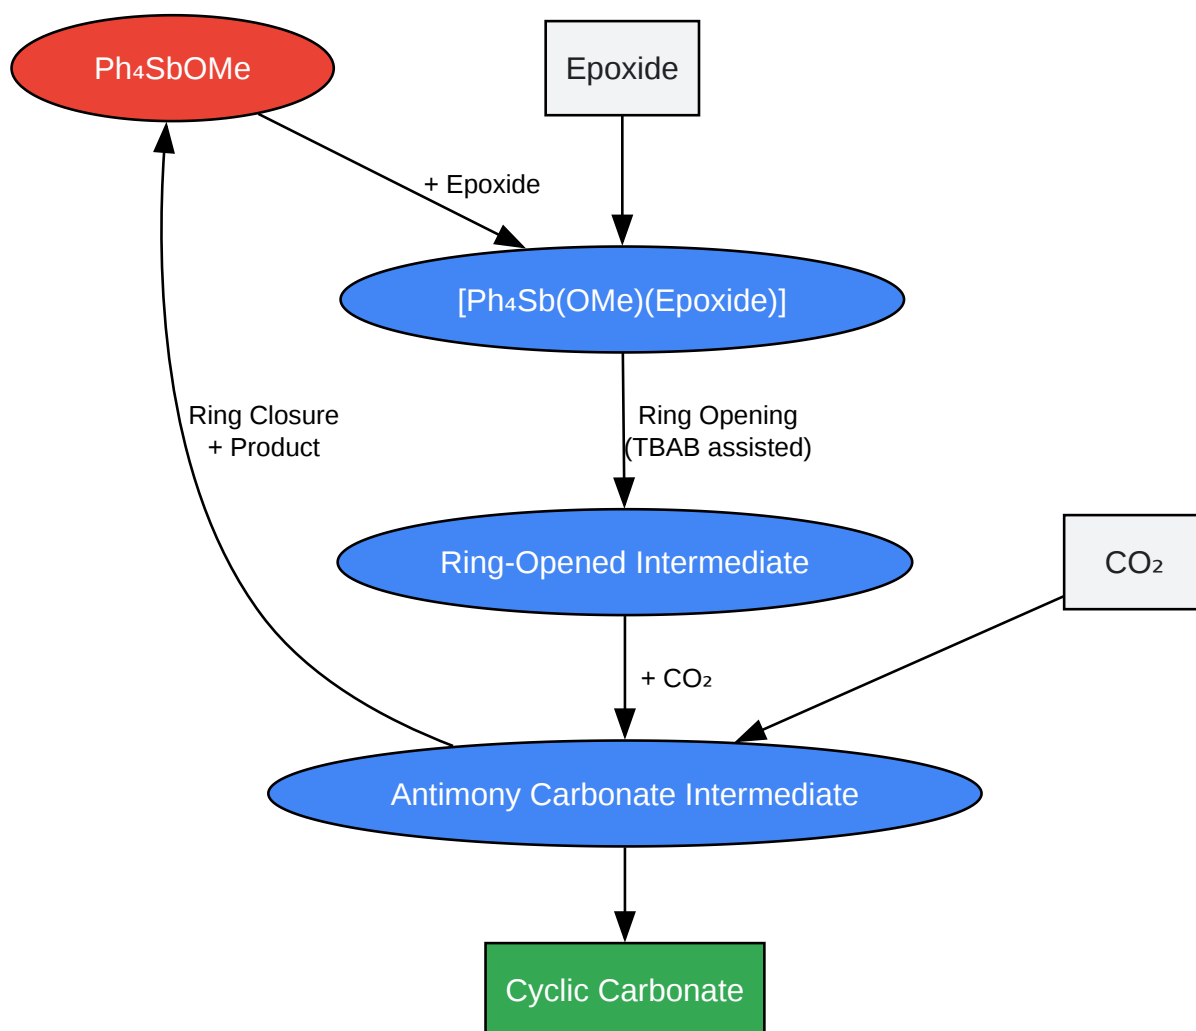 Ph₄SbOMe
Epoxide
+ Epoxide
[Ph₄Sb(OMe)(Epoxide)]
Ring Closure
+ Product
Ring Opening
(TBAB assisted)
Ring-Opened Intermediate
CO₂
+ CO₂
Antimony Carbonate Intermediate
Cyclic Carbonate